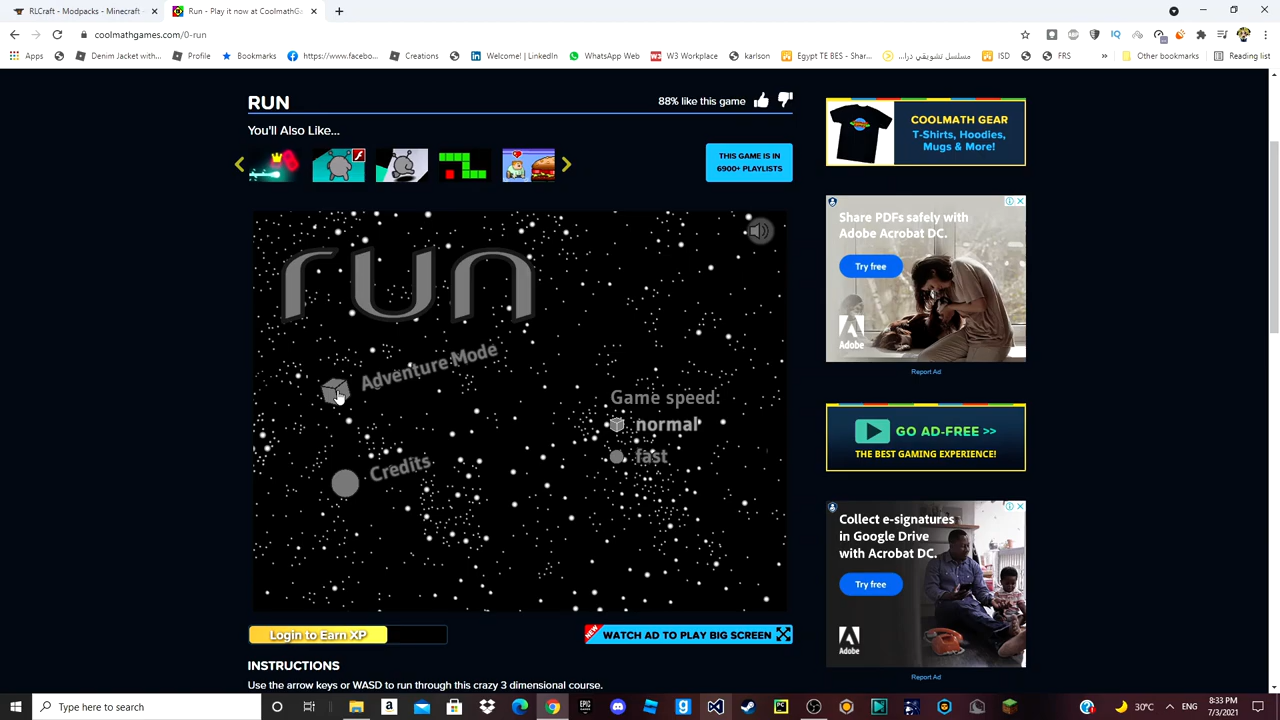 RLCraft - Modpacks - Minecraft -
Run - Play it now at CoolmathGa
coolmathgames.com/0-run
Apps
Denim Jacket with...
Profile
Bookmarks
https://www.facebo...
Creations
Welcome! | LinkedIn
WhatsApp Web
W3 Workplace
karlson
Egypt TE BES - Shar...
مسلسل تشويقي درا...
ISD
FRS
»
Other bookmarks
Reading list
RUN
88% like this game
You'll Also Like...
THIS GAME IS IN
6900+ PLAYLISTS
run
Adventure Mode
Credits
Game speed:
normal
fast
Login to Earn XP
NEW
WATCH AD TO PLAY BIG SCREEN
INSTRUCTIONS
Use the arrow keys or WASD to run through this crazy 3 dimensional course.
COOLMATH GEAR
T-Shirts, Hoodies,
Mugs & More!
Share PDFs safely with
Adobe Acrobat DC.
Try free
Adobe
Report Ad
GO AD-FREE >>
THE BEST GAMING EXPERIENCE!
Collect e-signatures
in Google Drive
with Acrobat DC.
Try free
Adobe
Report Ad
Type here to search
30°C
ENG
8:33 PM
7/3/2021